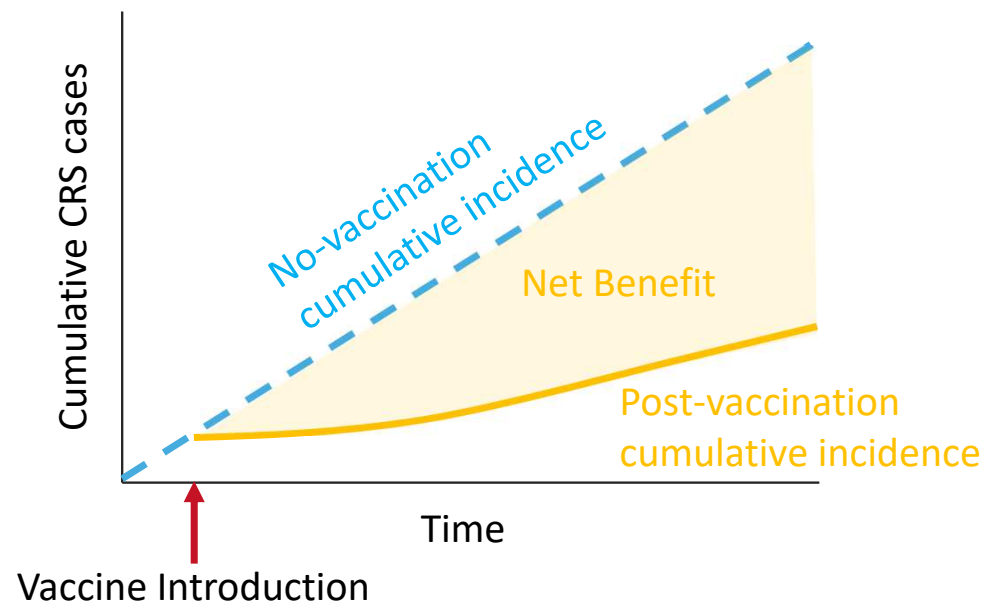 Cumulative CRS cases
No-vaccination
cumulative incidence
Net Benefit
Post-vaccination
cumulative incidence
Time
Vaccine Introduction